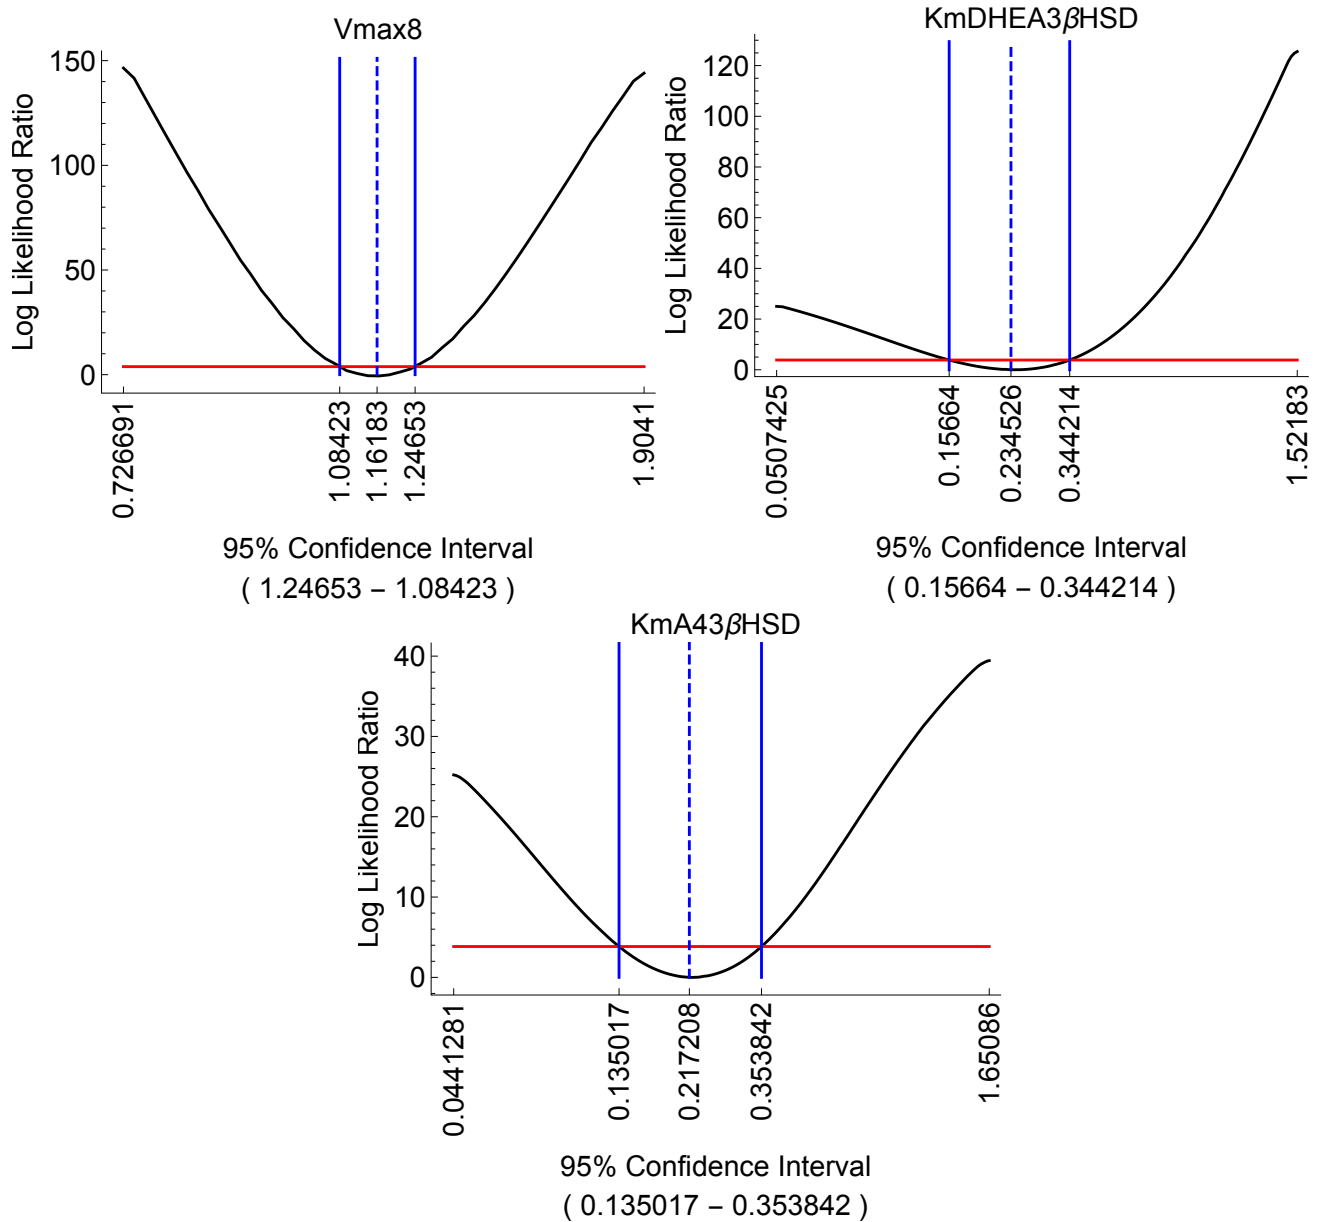 Vmax8
Log Likelihood Ratio
150
100
50
0
0.726691
1.08423
1.16183
1.24653
1.9041
95% Confidence Interval
( 1.24653 – 1.08423 )
KmDHEA3βHSD
Log Likelihood Ratio
120
100
80
60
40
20
0
0.0507425
0.15664
0.234526
0.344214
1.52183
95% Confidence Interval
( 0.15664 – 0.344214 )
KmA43βHSD
Log Likelihood Ratio
40
30
20
10
0
0.0441281
0.135017
0.217208
0.353842
1.65086
95% Confidence Interval
( 0.135017 – 0.353842 )